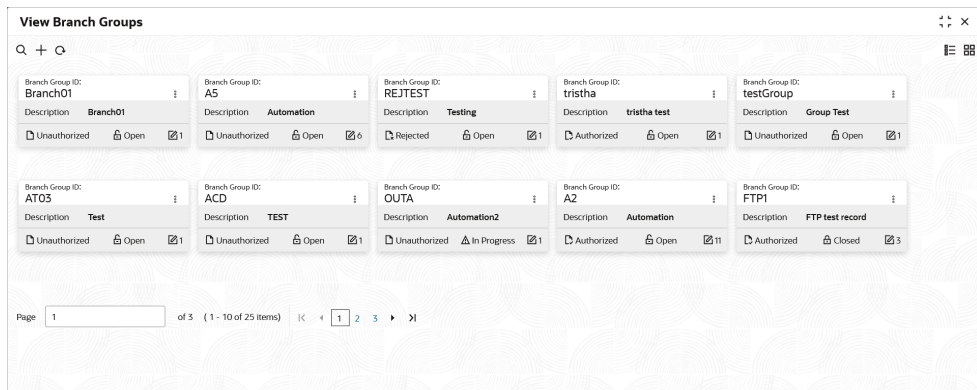 View Branch Groups
Branch Group ID: Branch Group ID: Branch Group ID: Branch Group ID: Branch Group ID:
Branch01 A5 REJTEST tristha testGroup
Description Branch01 Description Automation Description Testing Description tristha test Description Group Test
Unauthorized Open 1 Unauthorized Open 6 Rejected Open 1 Authorized Open 1 Unauthorized Open 1
Branch Group ID: Branch Group ID: Branch Group ID: Branch Group ID: Branch Group ID:
AT03 ACD OUTA A2 FTP1
Description Test Description TEST Description Automation2 Description Automation Description FTP test record
Unauthorized Open 1 Unauthorized Open 1 Unauthorized In Progress 1 Authorized Open 11 Authorized Closed 3
Page 1 of 3 ( 1 - 10 of 25 items) 1 2 3